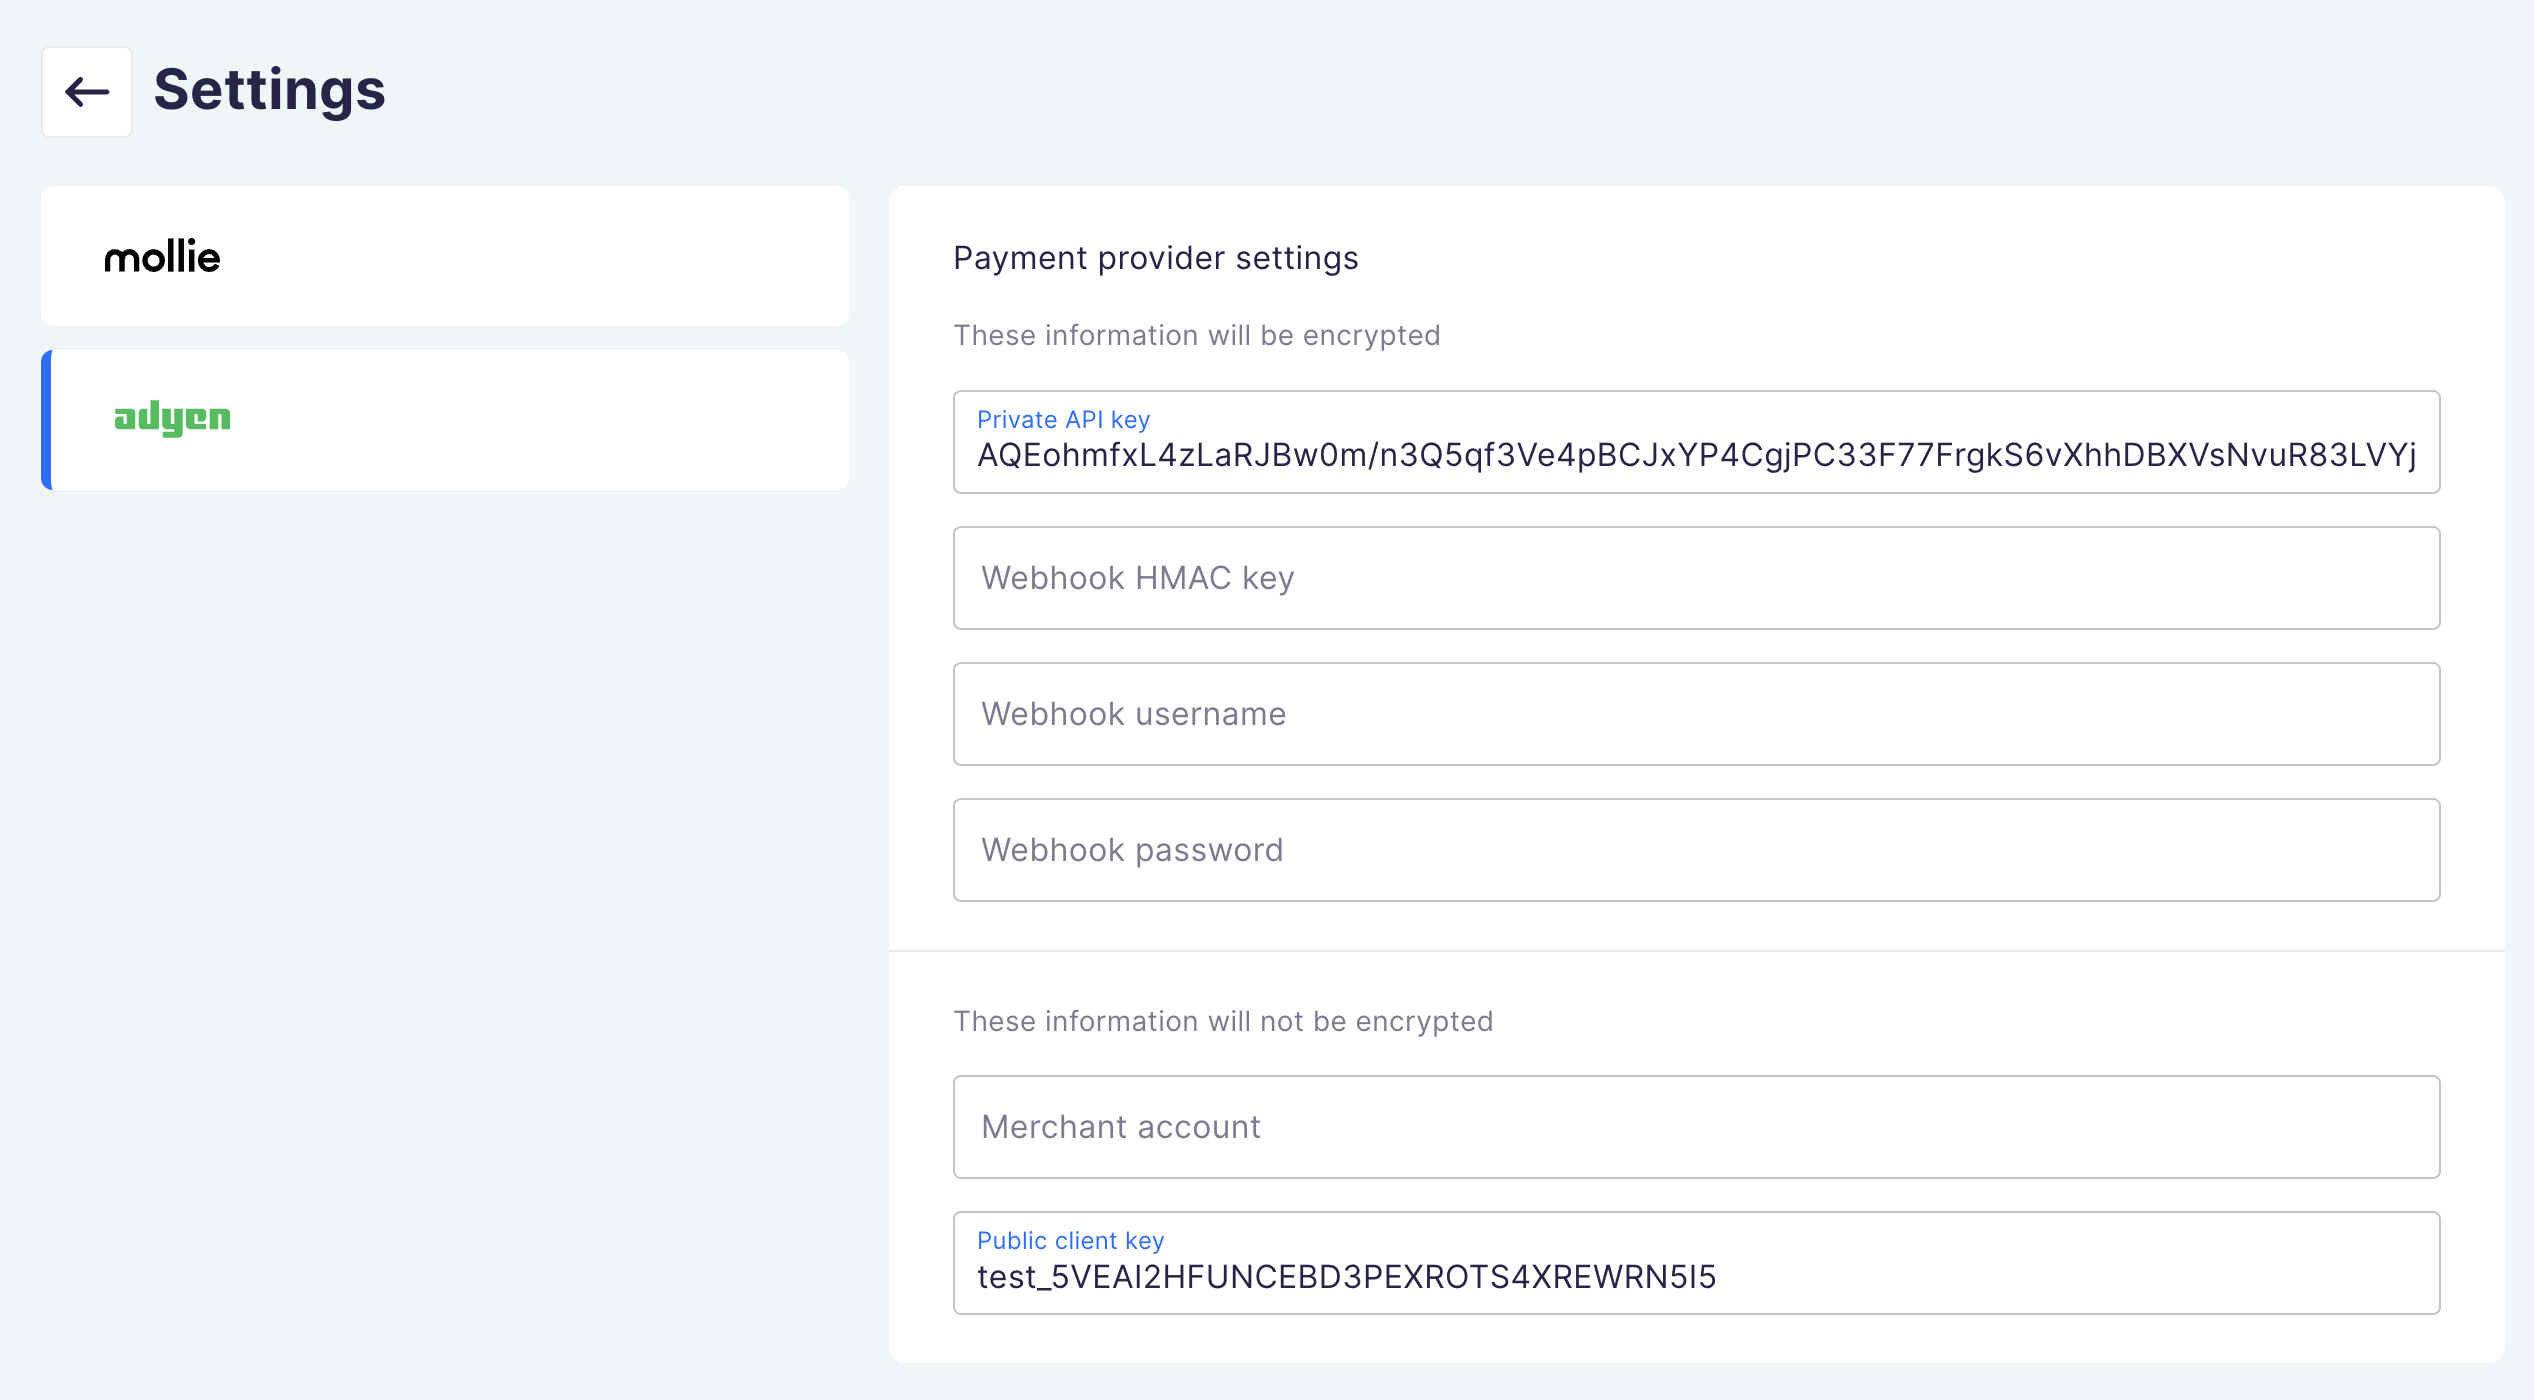 Settings
mollie
adyen
Payment provider settings
These information will be encrypted
Private API key
AQEohmfxL4zLaRJBw0m/n3Q5qf3Ve4pBCJxYP4CgjPC33F77FrgkS6vXhhDBXVsNvuR83LVYj
Webhook HMAC key
Webhook username
Webhook password
These information will not be encrypted
Merchant account
Public client key
test_5VEAI2HFUNCEBD3PEXROTS4XREWRN5I5